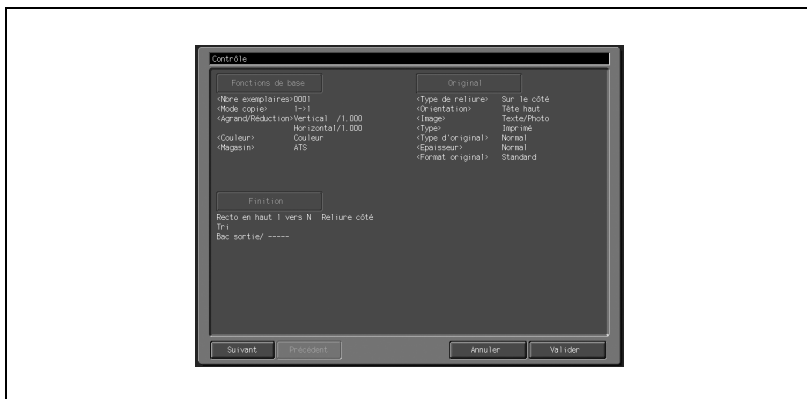 Contrôle
Fonctions de base
<Nbre exemplaires>0001
<Mode copie> 1->1
<Agrand/Réduction>Vertical /1.000
Horizontal/1.000
<Couleur> Couleur
<Magasin> ATS
Original
<Type de reliure> Sur le côté
<Orientation> Tête haut
<Image> Texte/Photo
<Type> Imprimé
<Type d'original> Normal
<Epaisseur> Normal
<Format original> Standard
Finition
Recto en haut 1 vers N Reliure côté
Tri
Bac sortie/ -----
Suivant Précédent Annuler Valider